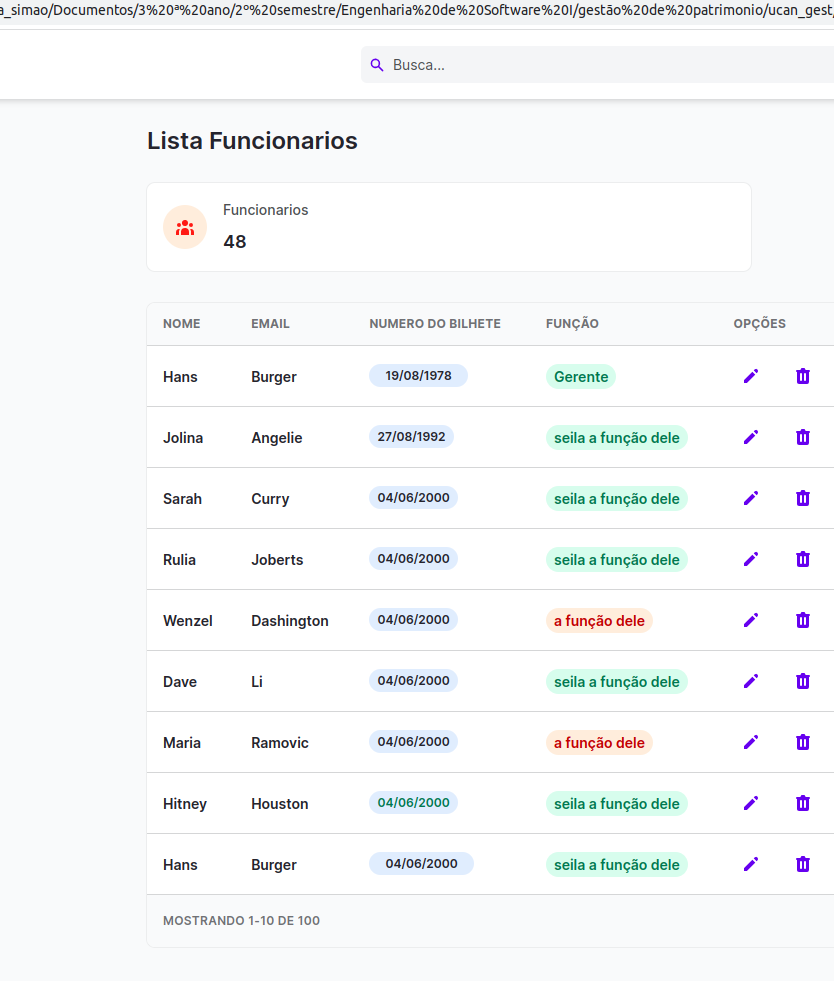 a_simao/Documentos/3%20ª%20ano/2º%20semestre/Engenharia%20de%20Software%20I/gestão%20de%20patrimonio/ucan_gest
Busca...
Lista Funcionarios
Funcionarios
48
NOME EMAIL NUMERO DO BILHETE FUNÇÃO OPÇÕES
Hans Burger 19/08/1978 Gerente
Jolina Angelie 27/08/1992 seila a função dele
Sarah Curry 04/06/2000 seila a função dele
Rulia Joberts 04/06/2000 seila a função dele
Wenzel Dashington 04/06/2000 a função dele
Dave Li 04/06/2000 seila a função dele
Maria Ramovic 04/06/2000 a função dele
Hitney Houston 04/06/2000 seila a função dele
Hans Burger 04/06/2000 seila a função dele
MOSTRANDO 1-10 DE 100